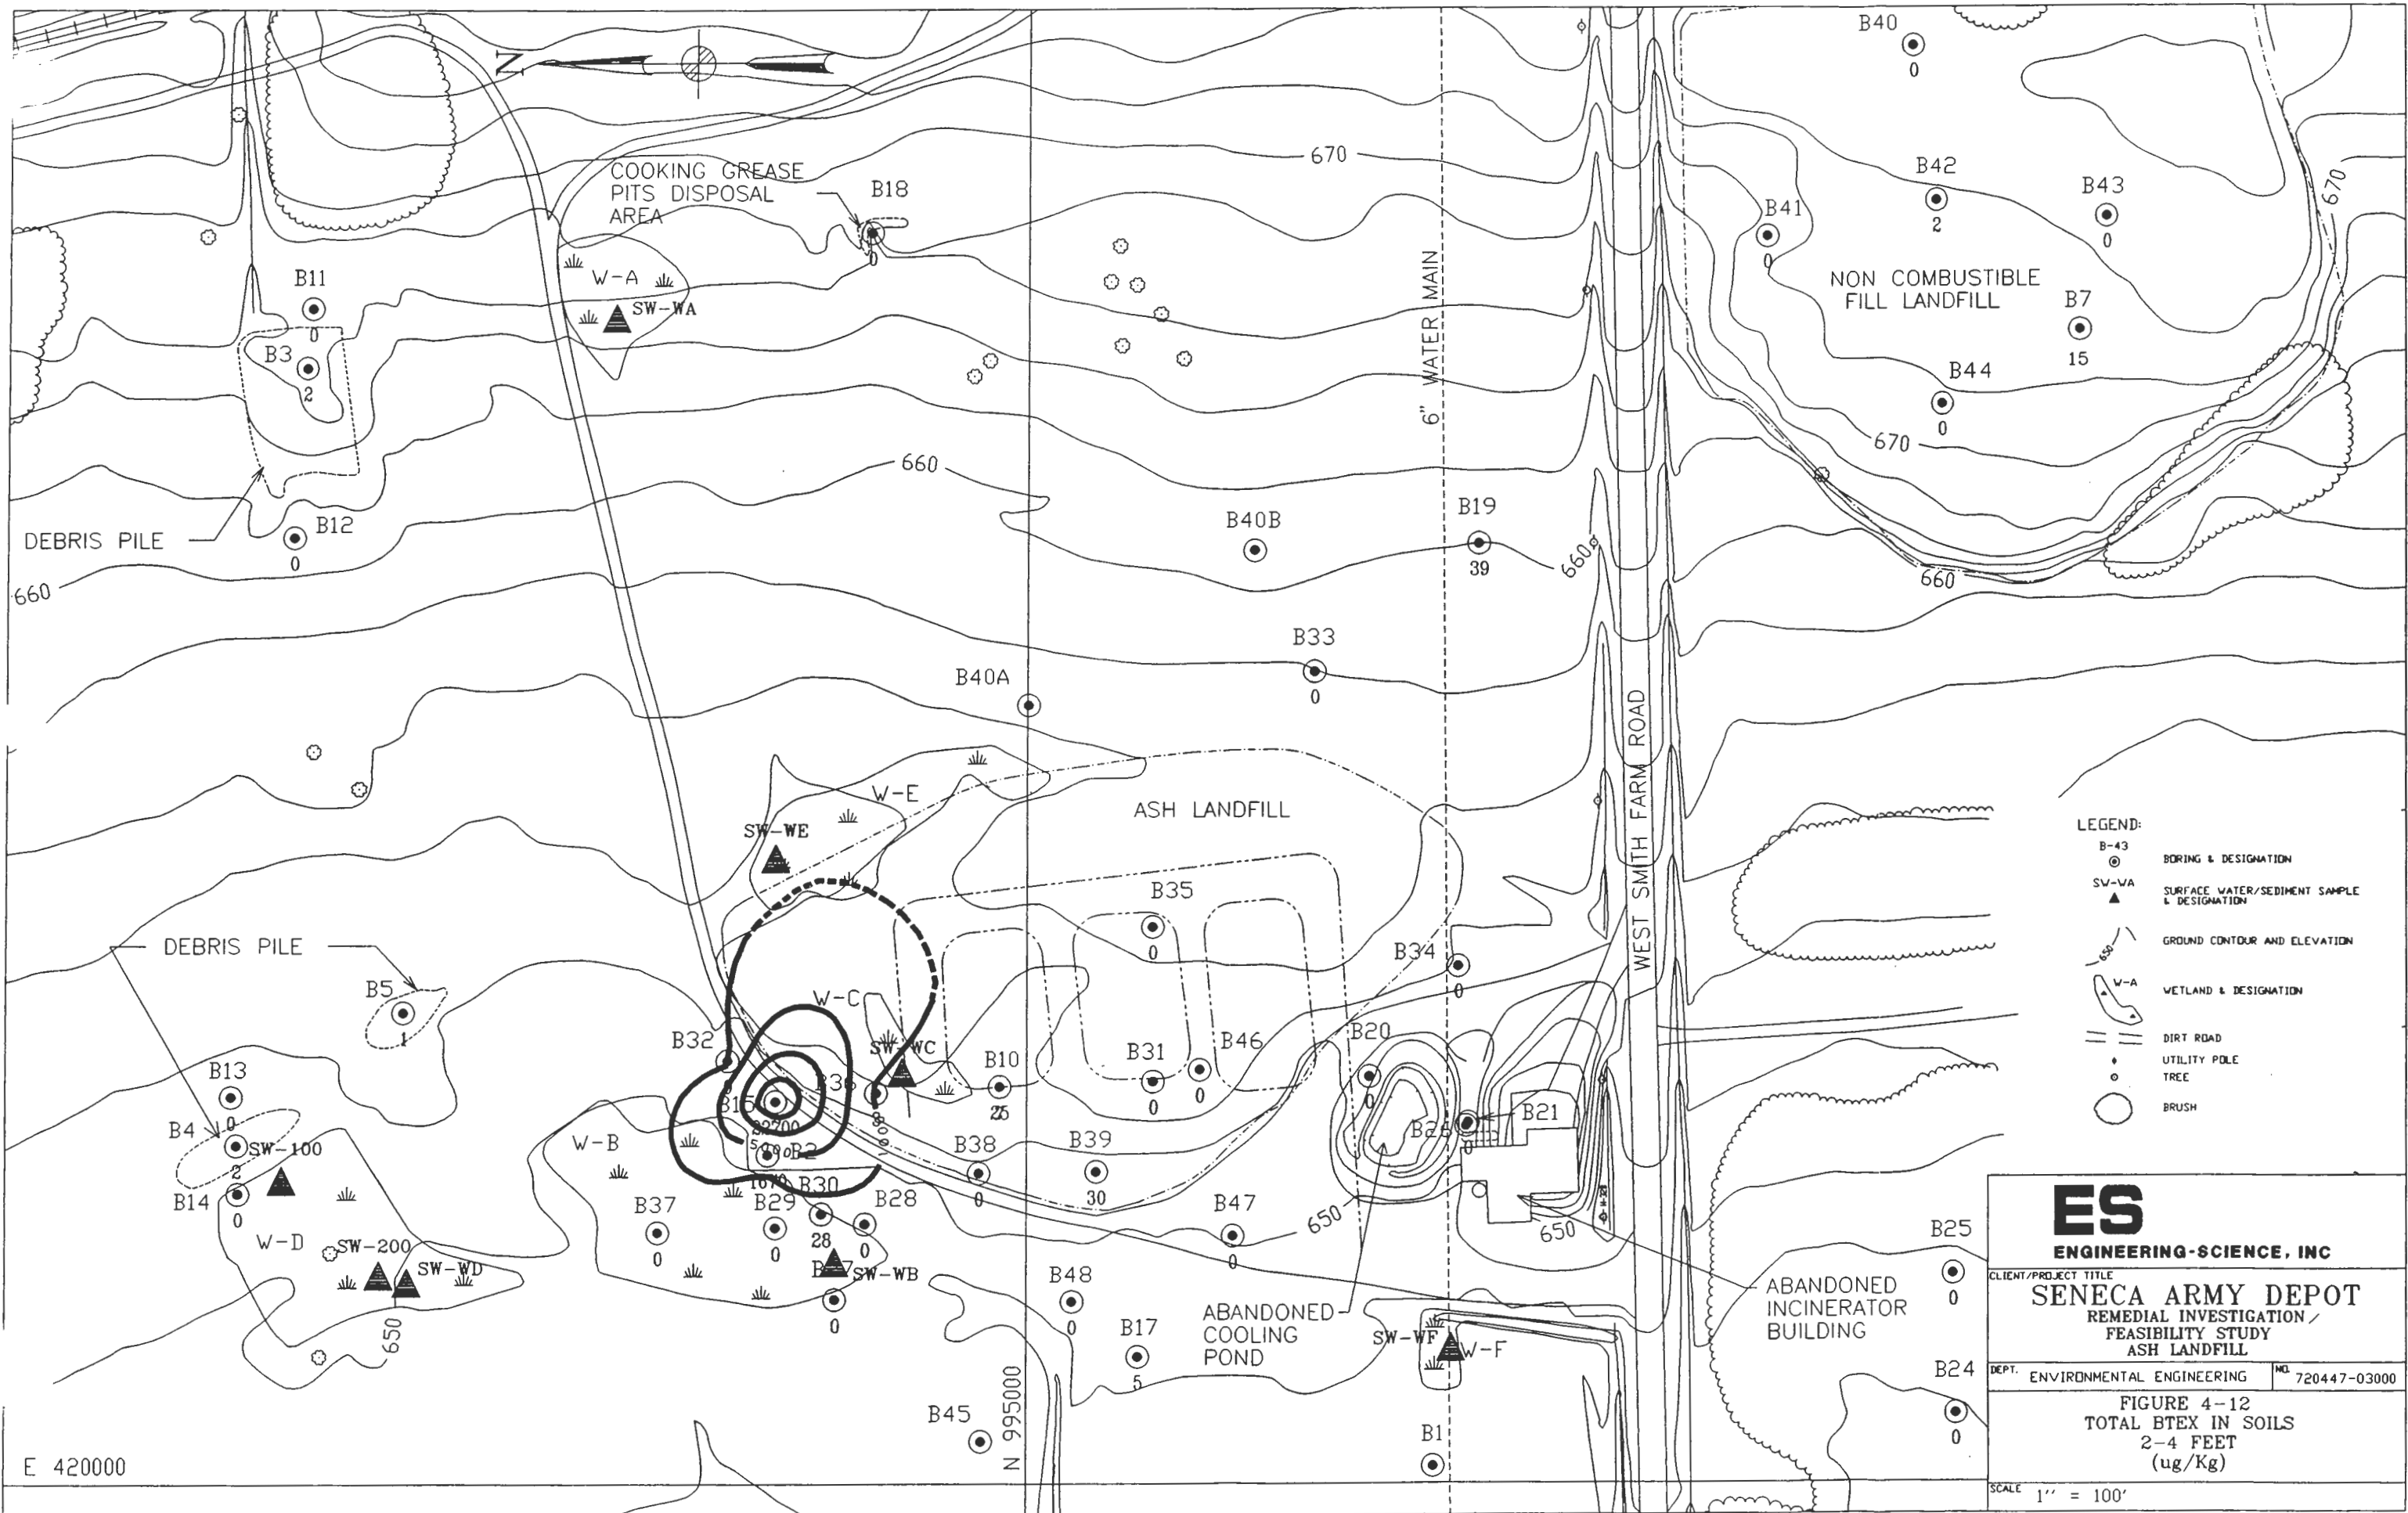 B40
0
N
COOKING GREASE
PITS DISPOSAL
AREA
B18
0
670
B42
2
B43
0
670
B41
0
W-A
SW-WA
6" WATER MAIN
NON COMBUSTIBLE
FILL LANDFILL
B7
15
B11
0
B3
2
B44
0
670
660
B12
0
DEBRIS PILE
660
B40B
B19
39
660
660
B33
0
B40A
WEST SMITH FARM ROAD
W-E
SW-WE
ASH LANDFILL
LEGEND:
B-43
BORING & DESIGNATION
SW-WA
SURFACE WATER/SEDIMENT SAMPLE
& DESIGNATION
650
GROUND CONTOUR AND ELEVATION
W-A
WETLAND & DESIGNATION
DIRT ROAD
UTILITY POLE
TREE
BRUSH
DEBRIS PILE
B5
1
B35
0
B34
0
W-C
B32
SW-WC
B36
B10
25
B31
0
B46
0
B20
0
B13
0
B4
2
SW-100
B14
0
B15
22700
B2
1670
W-B
B21
B26
0
B38
0
B39
30
B37
0
B29
0
B30
28
B28
0
B47
0
650
650
W-D
SW-200
SW-WD
650
SW-WB
0
B48
0
B17
5
ABANDONED
COOLING
POND
SW-WF
W-F
ABANDONED
INCINERATOR
BUILDING
B25
0
B24
0
B45
B1
N 995000
E 420000
ES
ENGINEERING-SCIENCE, INC
CLIENT/PROJECT TITLE
SENECA ARMY DEPOT
REMEDIAL INVESTIGATION/
FEASIBILITY STUDY
ASH LANDFILL
DEPT. ENVIRONMENTAL ENGINEERING NO. 720447-03000
FIGURE 4-12
TOTAL BTEX IN SOILS
2-4 FEET
(ug/Kg)
SCALE 1'' = 100'